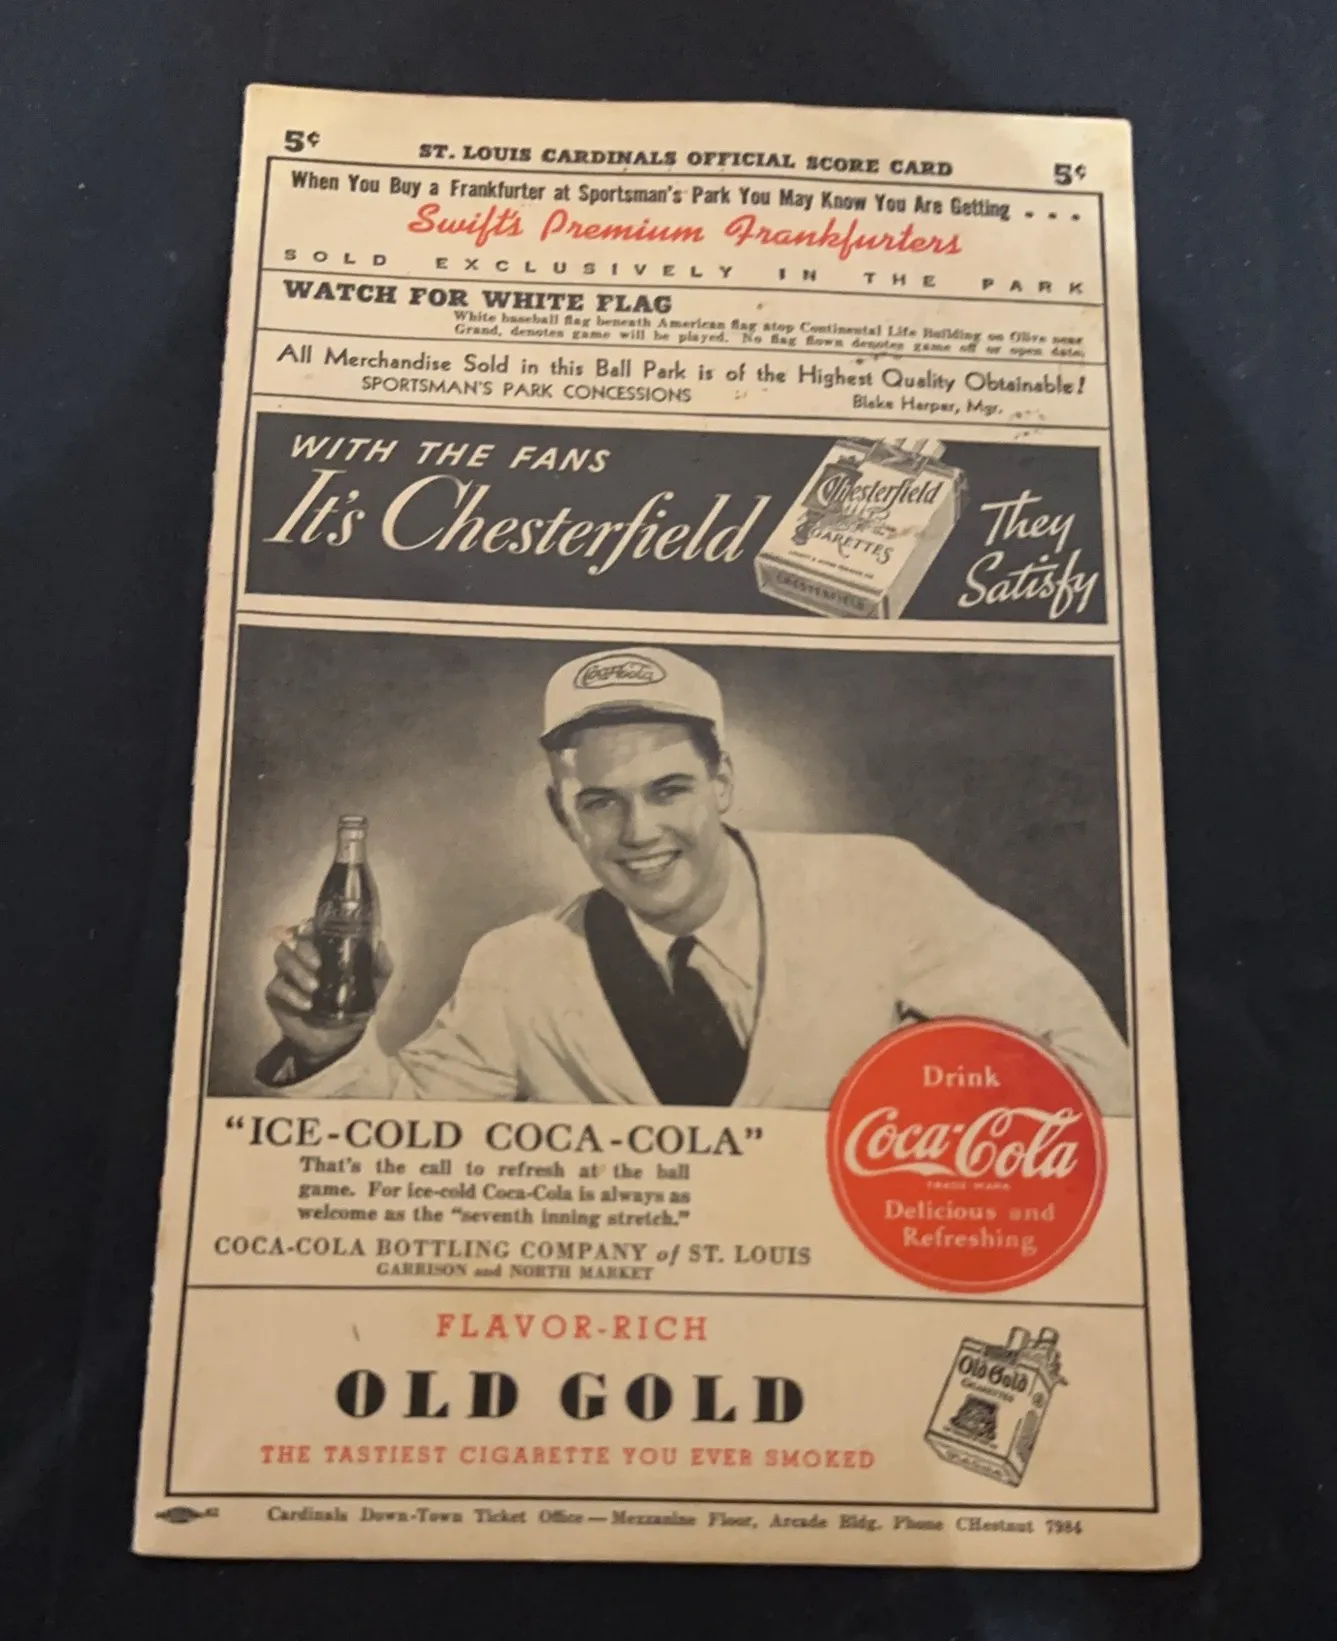 5¢ ST. LOUIS CARDINALS OFFICIAL SCORE CARD 5¢
When You Buy a Frankfurter at Sportsman's Park You May Know You Are Getting - - -
Swift's Premium Frankfurters
SOLD EXCLUSIVELY IN THE PARK
WATCH FOR WHITE FLAG
White baseball flag beneath American flag atop Continental Life Building on Olive near
Grand, denotes game will be played. No flag flown denotes game off or open date.
All Merchandise Sold in this Ball Park is of the Highest Quality Obtainable!
SPORTSMAN'S PARK CONCESSIONS Blake Harper, Mgr.
WITH THE FANS
It's Chesterfield
They
Satisfy
Chesterfield
CIGARETTES
CHESTERFIELD
Coca-Cola
Coca-Cola
"ICE-COLD COCA-COLA"
That's the call to refresh at the ball
game. For ice-cold Coca-Cola is always as
welcome as the "seventh inning stretch."
COCA-COLA BOTTLING COMPANY of ST. LOUIS
GARRISON and NORTH MARKET
Drink
Coca-Cola
TRADE MARK
Delicious and
Refreshing
FLAVOR-RICH
OLD GOLD
THE TASTIEST CIGARETTE YOU EVER SMOKED
Old Gold
CIGARETTES
Cardinals Down-Town Ticket Office — Mezzanine Floor, Arcade Bldg. Phone CHestnut 7984